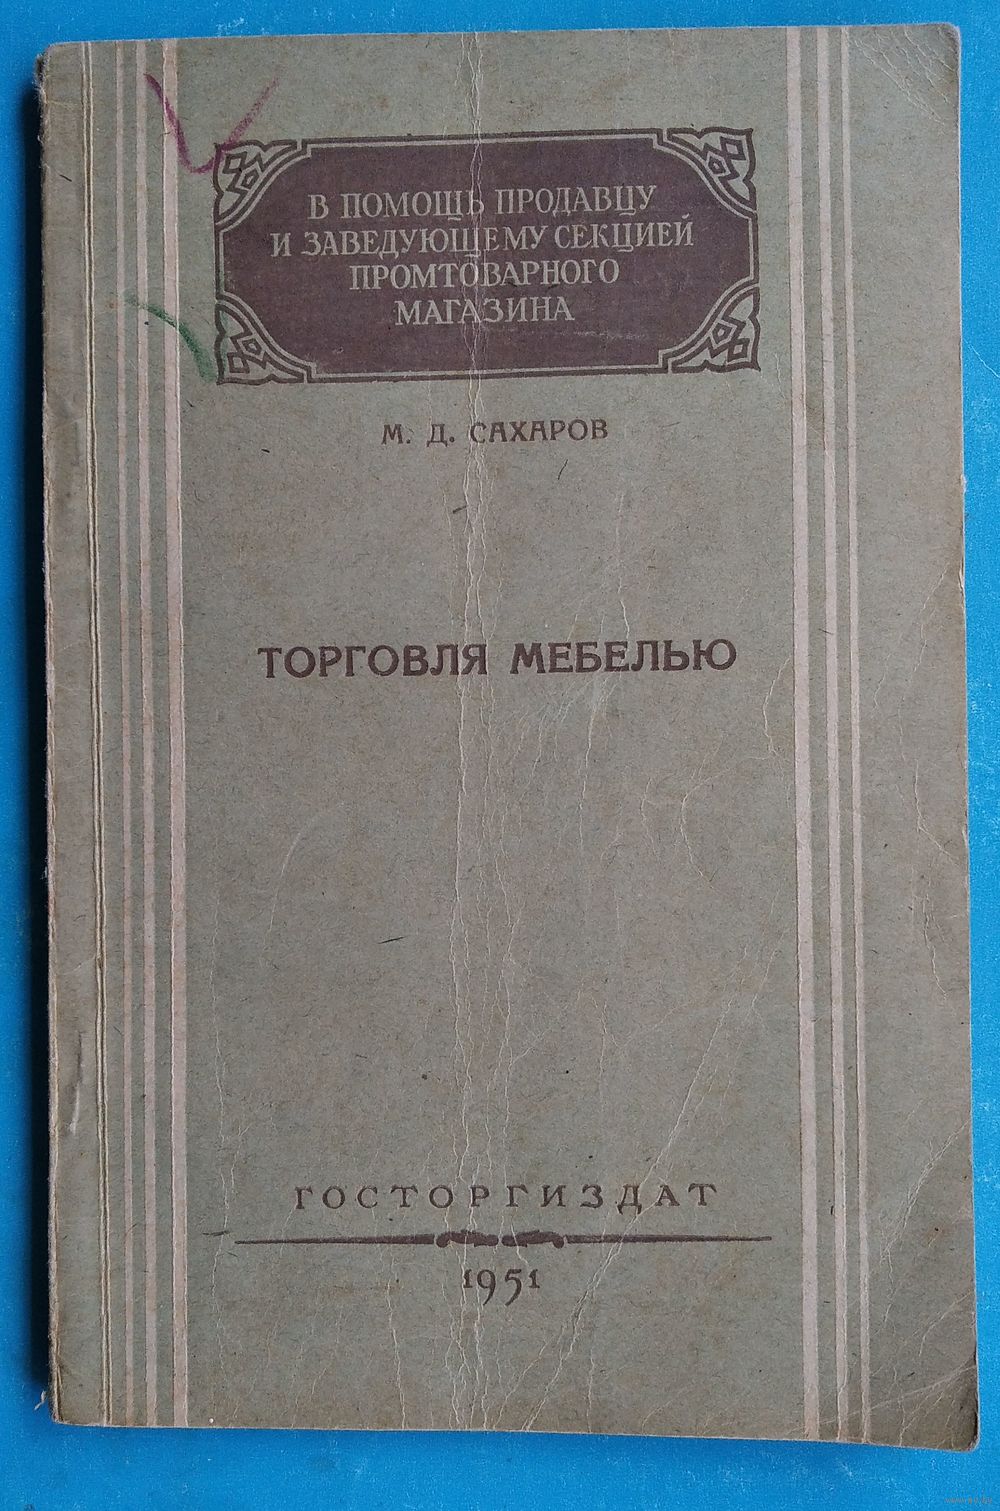 В ПОМОЩЬ ПРОДАВЦУ
И ЗАВЕДУЮЩЕМУ СЕКЦИЕЙ
ПРОМТОВАРНОГО
МАГАЗИНА
М. Д. САХАРОВ
ТОРГОВЛЯ МЕБЕЛЬЮ
ГОСТОРГИЗДАТ
1951